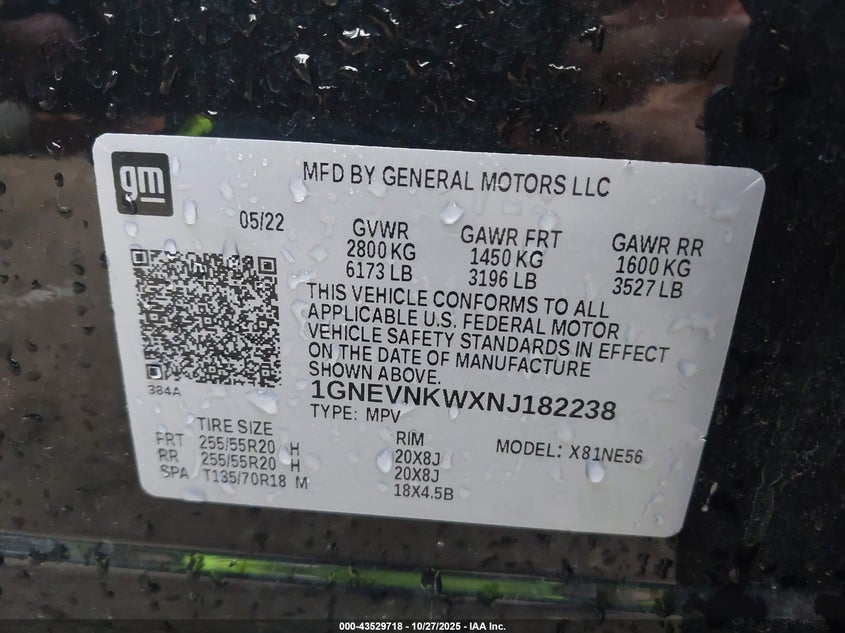 gm
MFD BY GENERAL MOTORS LLC
05/22
GVWR
2800 KG
6173 LB
GAWR FRT
1450 KG
3196 LB
GAWR RR
1600 KG
3527 LB
THIS VEHICLE CONFORMS TO ALL
APPLICABLE U.S. FEDERAL MOTOR
VEHICLE SAFETY STANDARDS IN EFFECT
ON THE DATE OF MANUFACTURE
SHOWN ABOVE.
384A
1GNEVNKWXNJ182238
TYPE: MPV
MODEL: X81NE56
TIRE SIZE
RIM
FRT 255/55R20 H 20X8J
RR 255/55R20 H 20X8J
SPA T135/70R18 M 18X4.5B
000-43529718 - 10/27/2025 - IAA Inc.